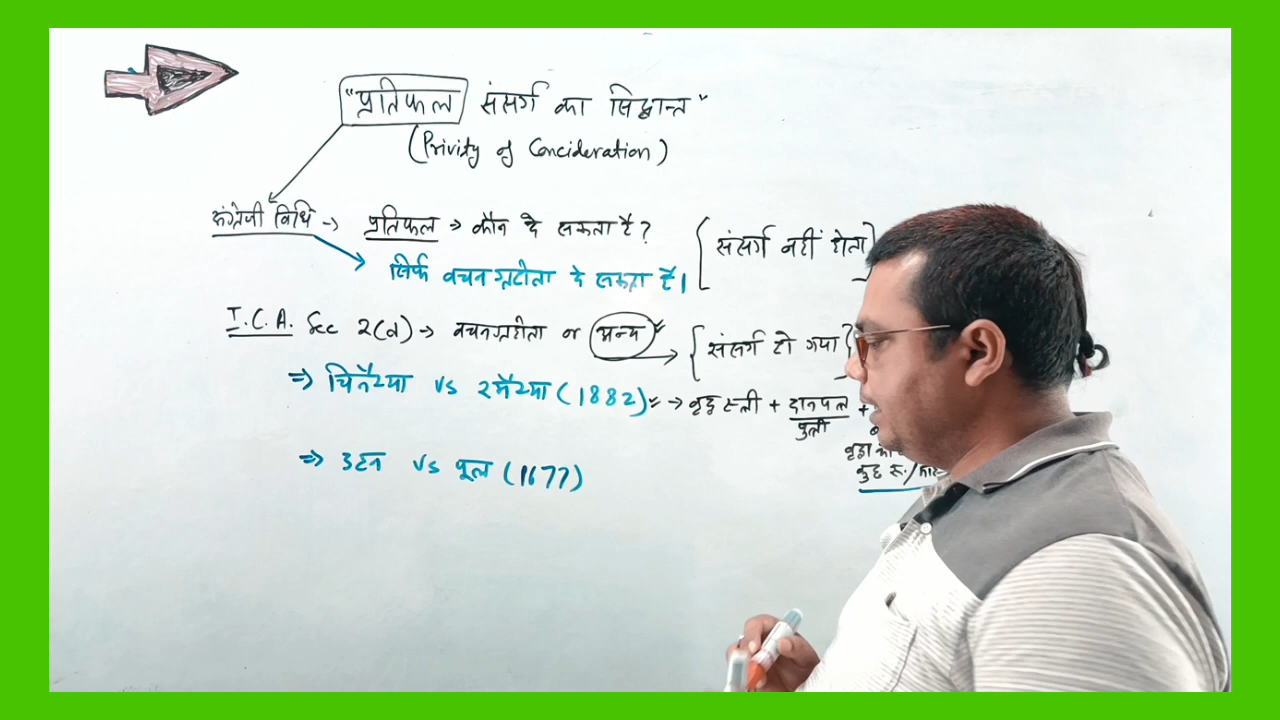 "प्रतिफल संसर्ग का सिद्धान्त"
(Privity of Concideration)
अंग्रेजी विधि → प्रतिफल → कौन दे सकता है? {संसर्ग नहीं होता}
सिर्फ वचनग्रहीता दे सकता है।
I.C.A. Sec 2(d) → वचनग्रहीता or अन्य → {संसर्ग हो गया}
⇒ चिनैय्या vs रमैय्या (1882) → वृद्ध स्त्री + दानपत्र +
पुत्री
⇒ डटन vs पूल (1677)
कुछ रू./